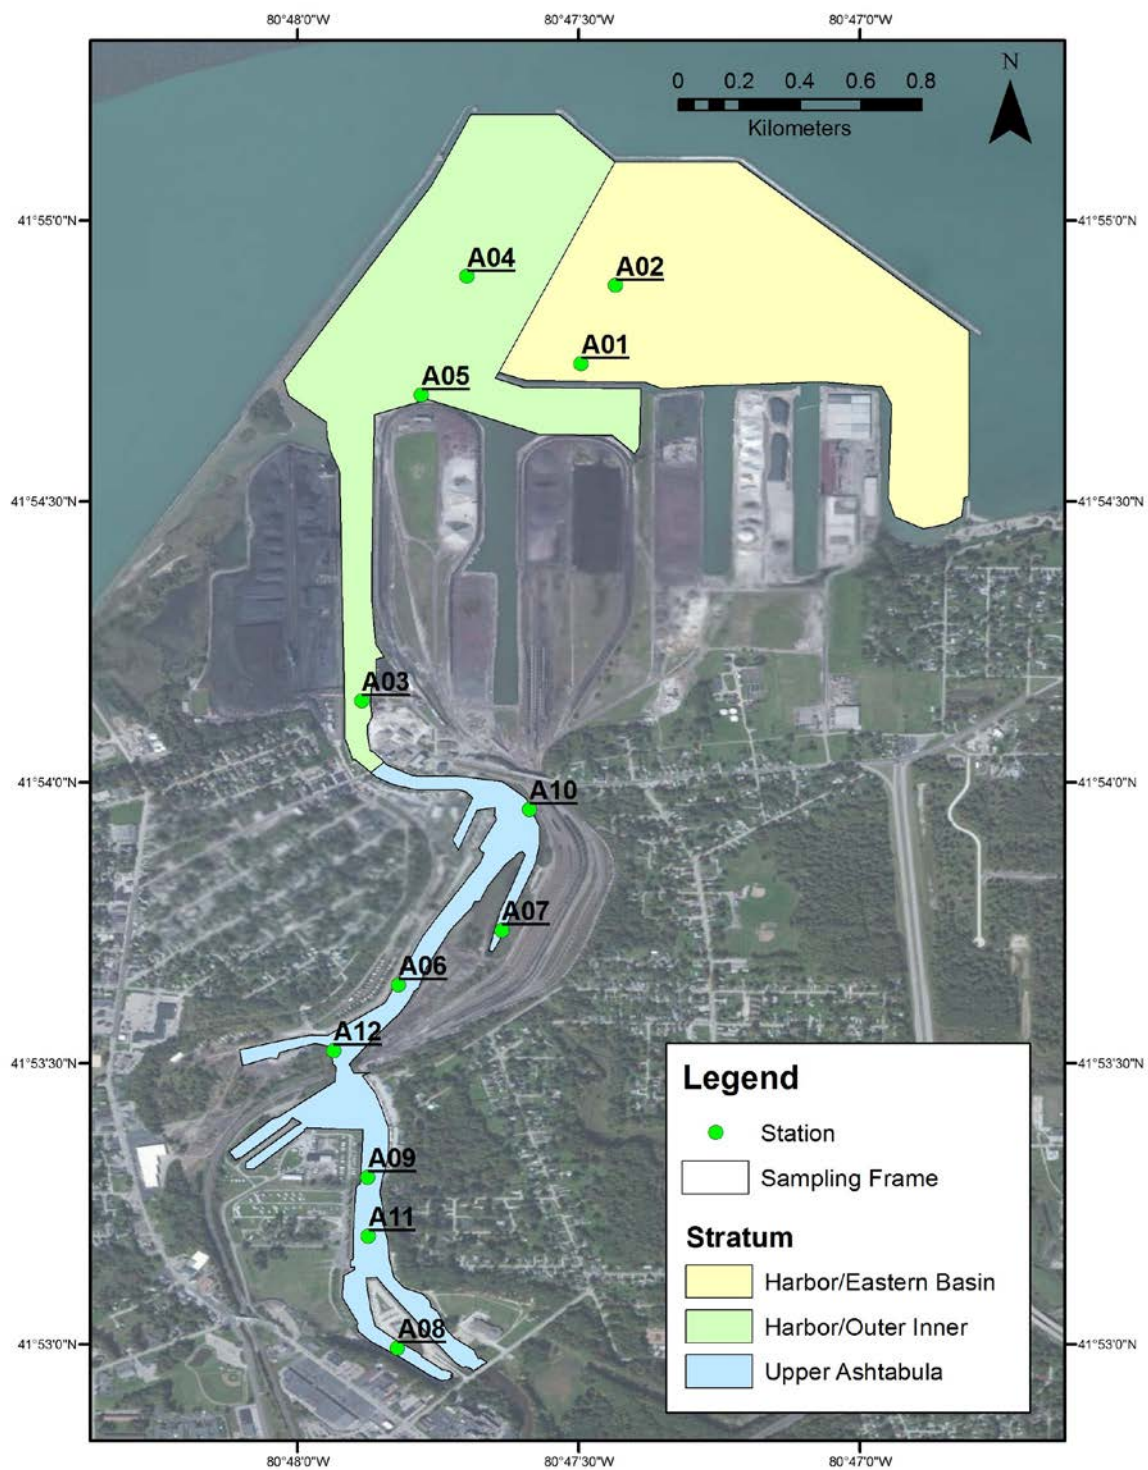 80°48'0"W 80°47'30"W 80°47'0"W
N
0 0.2 0.4 0.6 0.8
Kilometers
41°55'0"N 41°55'0"N
A04
A02
A01
A05
41°54'30"N 41°54'30"N
A03
41°54'0"N 41°54'0"N
A10
A07
A06
A12
41°53'30"N 41°53'30"N
Legend
Station
Sampling Frame
A09
A11
Stratum
Harbor/Eastern Basin
Harbor/Outer Inner
A08
41°53'0"N 41°53'0"N
Upper Ashtabula
80°48'0"W 80°47'30"W 80°47'0"W